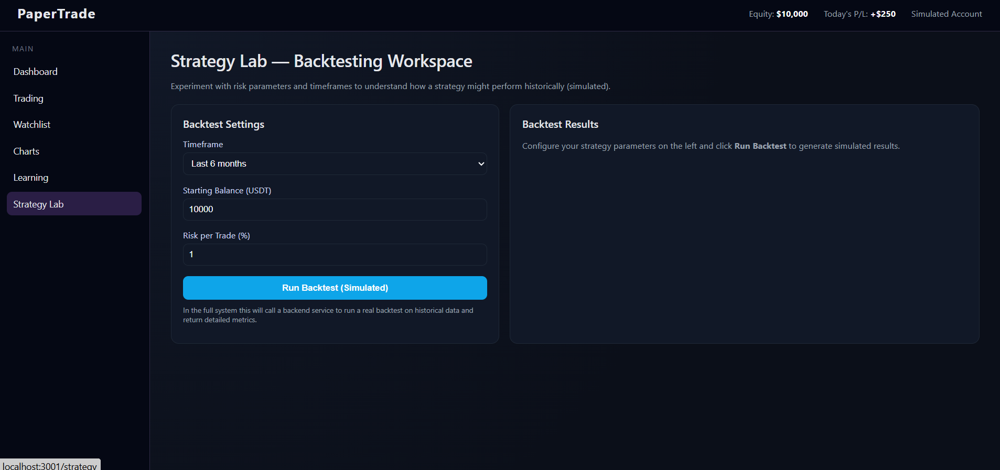 PaperTrade
Equity: $10,000 Today's P/L: +$250 Simulated Account
MAIN
Dashboard
Trading
Watchlist
Charts
Learning
Strategy Lab
Strategy Lab — Backtesting Workspace
Experiment with risk parameters and timeframes to understand how a strategy might perform historically (simulated).
Backtest Settings
Timeframe
Last 6 months
Starting Balance (USDT)
10000
Risk per Trade (%)
1
Run Backtest (Simulated)
In the full system this will call a backend service to run a real backtest on historical data and
return detailed metrics.
Backtest Results
Configure your strategy parameters on the left and click Run Backtest to generate simulated results.
localhost:3001/strategy